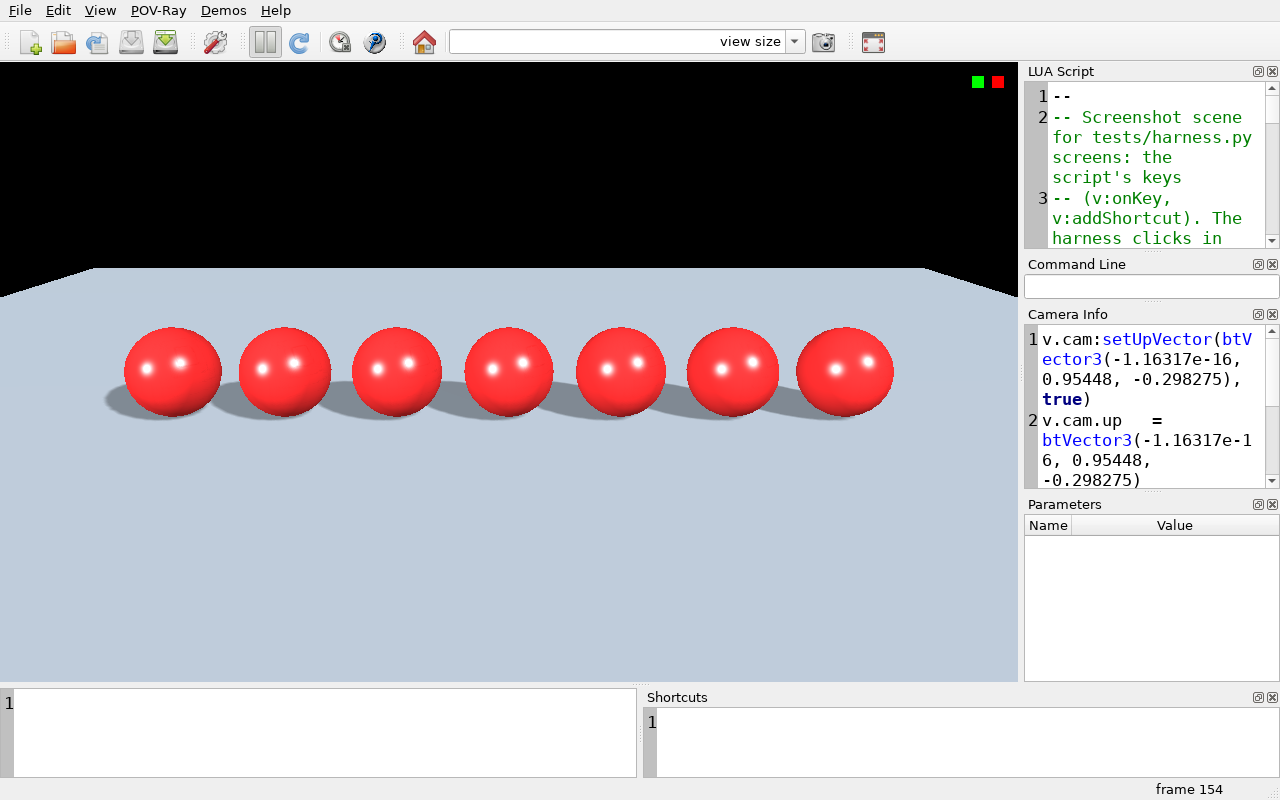 File Edit View POV-Ray Demos Help
view size
LUA Script
1 --
2 -- Screenshot scene
for tests/harness.py
screens: the
script's keys
3 -- (v:onKey,
v:addShortcut). The
harness clicks in
Command Line
Camera Info
1 v.cam:setUpVector(btV
ector3(-1.16317e-16,
0.95448, -0.298275),
true)
2 v.cam.up   =
btVector3(-1.16317e-1
6, 0.95448,
-0.298275)
Parameters
Name Value
1
Shortcuts
1
frame 154